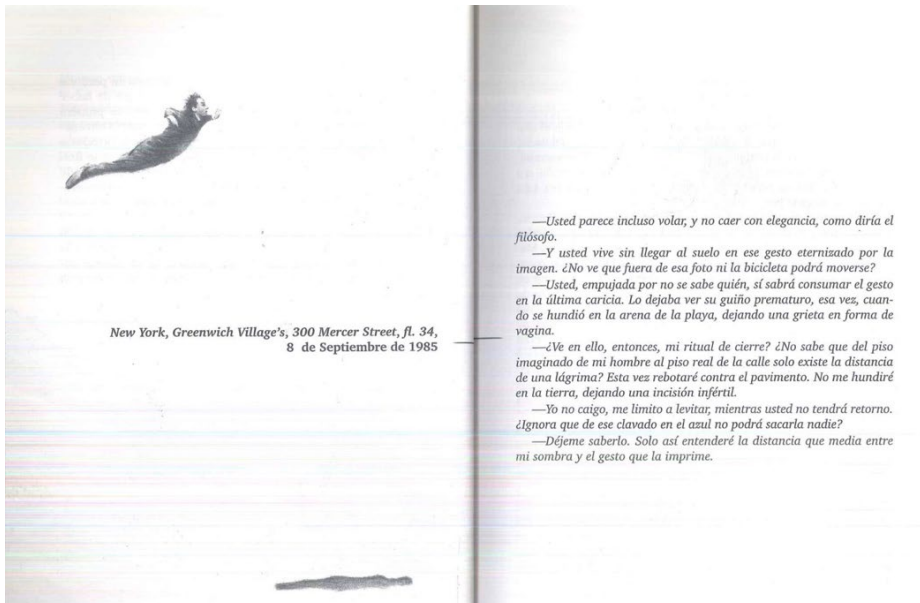 New York, Greenwich Village's, 300 Mercer Street, fl. 34,
8 de Septiembre de 1985
—Usted parece incluso volar, y no caer con elegancia, como diría el
filósofo.
—Y usted vive sin llegar al suelo en ese gesto eternizado por la
imagen. ¿No ve que fuera de esa foto ni la bicicleta podrá moverse?
—Usted, empujada por no se sabe quién, sí sabrá consumar el gesto
en la última caricia. Lo dejaba ver su guiño prematuro, esa vez, cuan-
do se hundió en la arena de la playa, dejando una grieta en forma de
vagina.
—¿Ve en ello, entonces, mi ritual de cierre? ¿No sabe que del piso
imaginado de mi hombre al piso real de la calle solo existe la distancia
de una lágrima? Esta vez rebotaré contra el pavimento. No me hundiré
en la tierra, dejando una incisión infértil.
—Yo no caigo, me limito a levitar, mientras usted no tendrá retorno.
¿Ignora que de ese clavado en el azul no podrá sacarla nadie?
—Déjeme saberlo. Solo así entenderé la distancia que media entre
mi sombra y el gesto que la imprime.